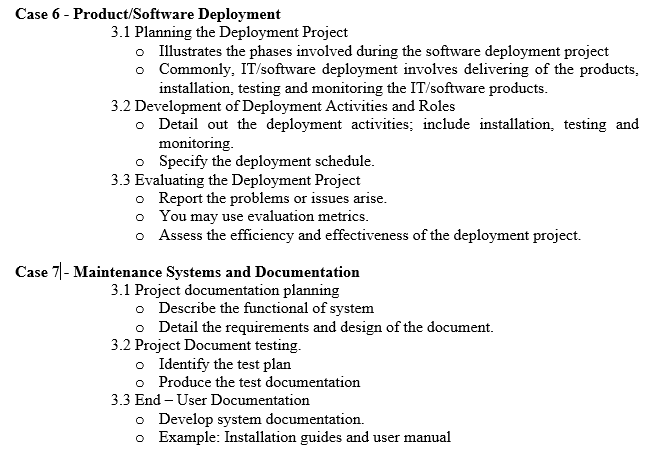 Case 6 - Product/Software Deployment
3.1 Planning the Deployment Project
o Illustrates the phases involved during the software deployment project
o Commonly, IT/software deployment involves delivering of the products,
installation, testing and monitoring the IT/software products.
3.2 Development of Deployment Activities and Roles
o Detail out the deployment activities; include installation, testing and
monitoring.
o Specify the deployment schedule.
3.3 Evaluating the Deployment Project
o Report the problems or issues arise.
o You may use evaluation metrics.
o Assess the efficiency and effectiveness of the deployment project.
Case 7 - Maintenance Systems and Documentation
3.1 Project documentation planning
o Describe the functional of system
o Detail the requirements and design of the document.
3.2 Project Document testing.
o Identify the test plan
o Produce the test documentation
3.3 End – User Documentation
o Develop system documentation.
o Example: Installation guides and user manual